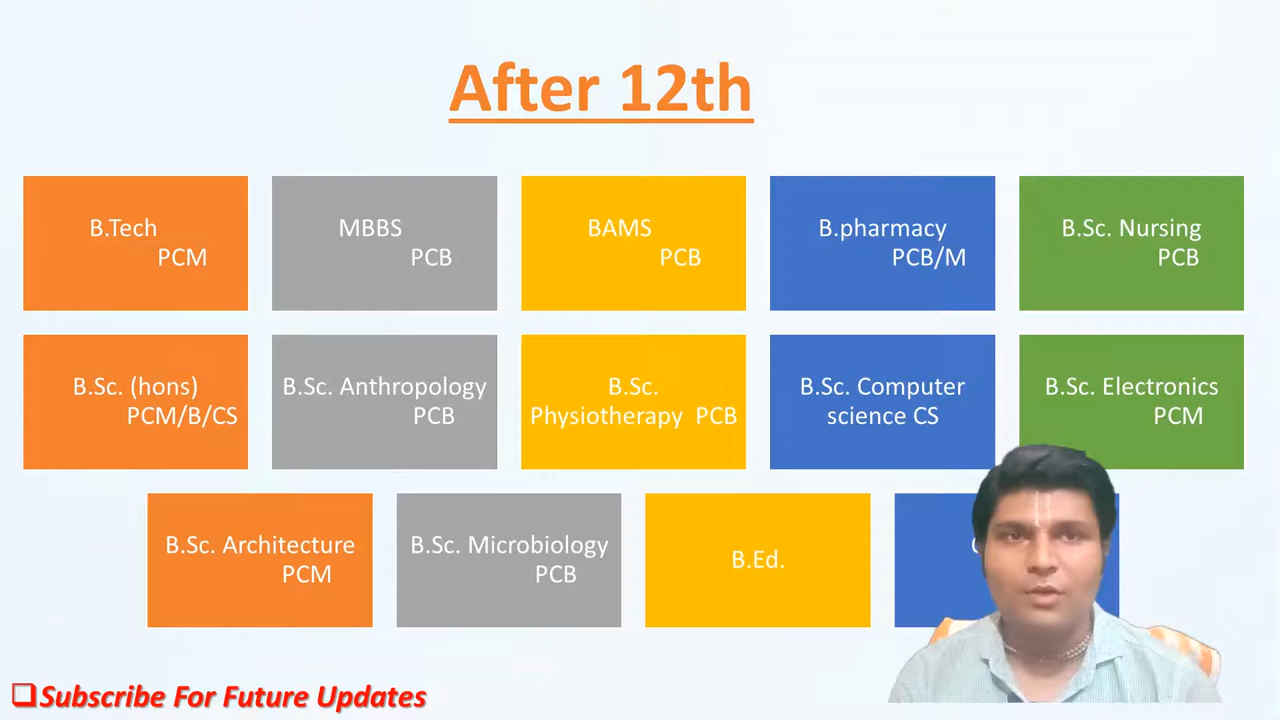 After 12th
B.Tech
PCM
MBBS
PCB
BAMS
PCB
B.pharmacy
PCB/M
B.Sc. Nursing
PCB
B.Sc. (hons)
PCM/B/CS
B.Sc. Anthropology
PCB
B.Sc.
Physiotherapy PCB
B.Sc. Computer
science CS
B.Sc. Electronics
PCM
B.Sc. Architecture
PCM
B.Sc. Microbiology
PCB
B.Ed.
Subscribe For Future Updates